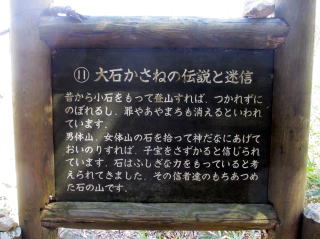 ⑪ 大石かさねの伝説と迷信
昔から小石をもって登山すれば、つかれずに
のぼれるし、罪やあやまちも消えるといわれ
ています。
男体山、女体山の石を拾って神だなにあげて
おいのりすれば、子宝をさずかると信じられ
ています。石はふしぎな力をもっていると考
えられてきました。その信者達のもちあつめ
た石の山です。